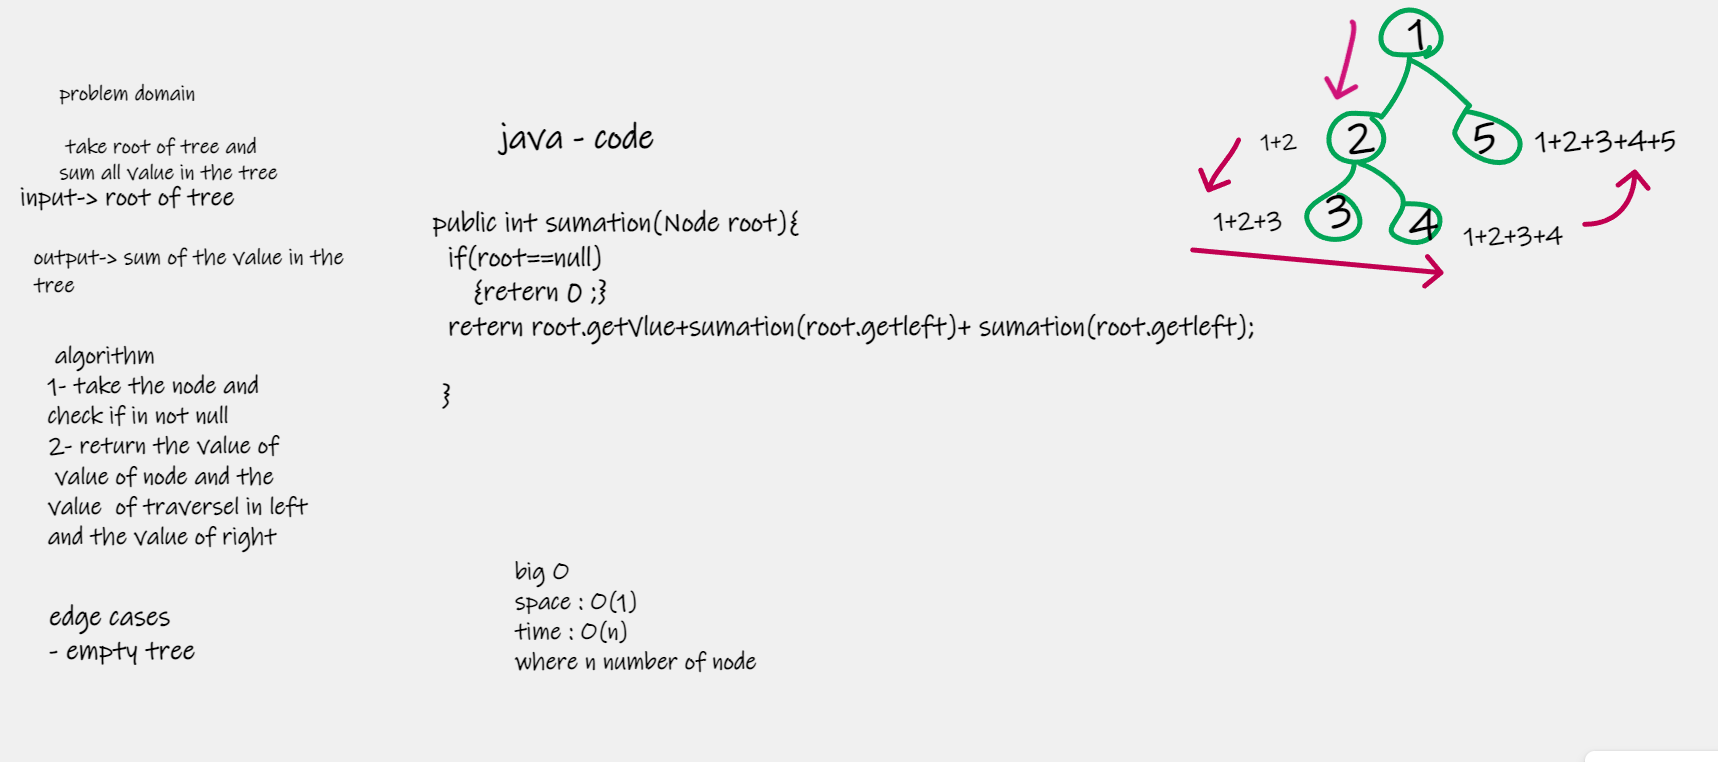 problem domain
take root of tree and
sum all value in the tree
input-> root of tree
output-> sum of the value in the
tree
algorithm
1- take the node and
check if in not null
2- return the value of
value of node and the
value of traversel in left
and the value of right
edge cases
- empty tree
java - code
public int sumation(Node root){
if(root==null)
{retern 0 ;}
retern root.getVlue+sumation(root.getleft)+ sumation(root.getleft);
}
big O
space : O(1)
time : O(n)
where n number of node
1
1+2
2
5
1+2+3+4+5
1+2+3
3
4
1+2+3+4